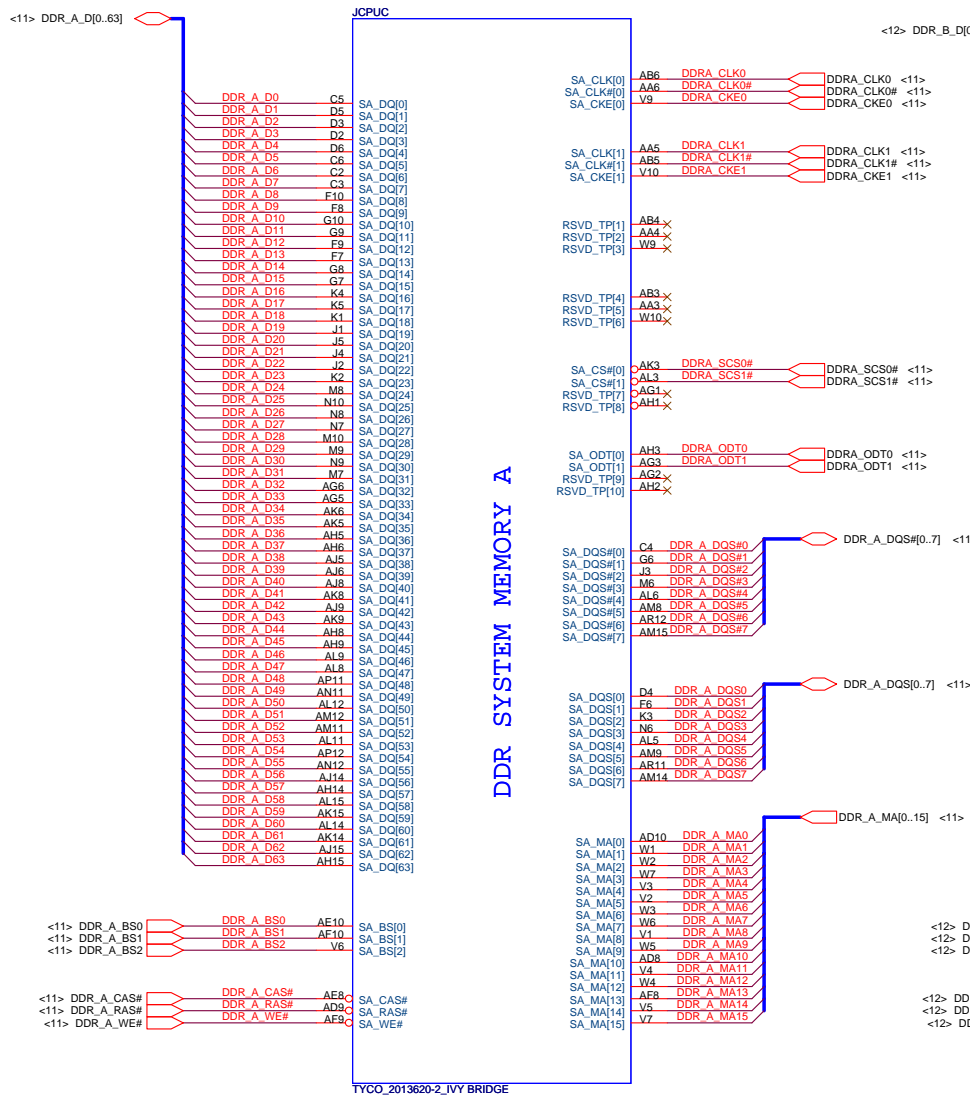 <11> DDR_A_D[0..63]
JCPUC
<12> DDR_B_D[0
DDR_A_D0 C5 SA_DQ[0]
DDR_A_D1 D5 SA_DQ[1]
DDR_A_D2 D3 SA_DQ[2]
DDR_A_D3 D2 SA_DQ[3]
DDR_A_D4 D6 SA_DQ[4]
DDR_A_D5 C6 SA_DQ[5]
DDR_A_D6 C2 SA_DQ[6]
DDR_A_D7 C3 SA_DQ[7]
DDR_A_D8 F10 SA_DQ[8]
DDR_A_D9 F8 SA_DQ[9]
DDR_A_D10 G10 SA_DQ[10]
DDR_A_D11 G9 SA_DQ[11]
DDR_A_D12 F9 SA_DQ[12]
DDR_A_D13 F7 SA_DQ[13]
DDR_A_D14 G8 SA_DQ[14]
DDR_A_D15 G7 SA_DQ[15]
DDR_A_D16 K4 SA_DQ[16]
DDR_A_D17 K5 SA_DQ[17]
DDR_A_D18 K1 SA_DQ[18]
DDR_A_D19 J1 SA_DQ[19]
DDR_A_D20 J5 SA_DQ[20]
DDR_A_D21 J4 SA_DQ[21]
DDR_A_D22 J2 SA_DQ[22]
DDR_A_D23 K2 SA_DQ[23]
DDR_A_D24 M8 SA_DQ[24]
DDR_A_D25 N10 SA_DQ[25]
DDR_A_D26 N8 SA_DQ[26]
DDR_A_D27 N7 SA_DQ[27]
DDR_A_D28 M10 SA_DQ[28]
DDR_A_D29 M9 SA_DQ[29]
DDR_A_D30 N9 SA_DQ[30]
DDR_A_D31 M7 SA_DQ[31]
DDR_A_D32 AG6 SA_DQ[32]
DDR_A_D33 AG5 SA_DQ[33]
DDR_A_D34 AK6 SA_DQ[34]
DDR_A_D35 AK5 SA_DQ[35]
DDR_A_D36 AH5 SA_DQ[36]
DDR_A_D37 AH6 SA_DQ[37]
DDR_A_D38 AJ5 SA_DQ[38]
DDR_A_D39 AJ6 SA_DQ[39]
DDR_A_D40 AJ8 SA_DQ[40]
DDR_A_D41 AK8 SA_DQ[41]
DDR_A_D42 AJ9 SA_DQ[42]
DDR_A_D43 AK9 SA_DQ[43]
DDR_A_D44 AH8 SA_DQ[44]
DDR_A_D45 AH9 SA_DQ[45]
DDR_A_D46 AL9 SA_DQ[46]
DDR_A_D47 AL8 SA_DQ[47]
DDR_A_D48 AP11 SA_DQ[48]
DDR_A_D49 AN11 SA_DQ[49]
DDR_A_D50 AL12 SA_DQ[50]
DDR_A_D51 AM12 SA_DQ[51]
DDR_A_D52 AM11 SA_DQ[52]
DDR_A_D53 AL11 SA_DQ[53]
DDR_A_D54 AP12 SA_DQ[54]
DDR_A_D55 AN12 SA_DQ[55]
DDR_A_D56 AJ14 SA_DQ[56]
DDR_A_D57 AH14 SA_DQ[57]
DDR_A_D58 AL15 SA_DQ[58]
DDR_A_D59 AK15 SA_DQ[59]
DDR_A_D60 AL14 SA_DQ[60]
DDR_A_D61 AK14 SA_DQ[61]
DDR_A_D62 AJ15 SA_DQ[62]
DDR_A_D63 AH15 SA_DQ[63]
<11> DDR_A_BS0 DDR_A_BS0 AE10 SA_BS[0]
<11> DDR_A_BS1 DDR_A_BS1 AF10 SA_BS[1]
<11> DDR_A_BS2 DDR_A_BS2 V6 SA_BS[2]
<11> DDR_A_CAS# DDR_A_CAS# AE8 SA_CAS#
<11> DDR_A_RAS# DDR_A_RAS# AD9 SA_RAS#
<11> DDR_A_WE# DDR_A_WE# AF9 SA_WE#
DDR SYSTEM MEMORY A
SA_CLK[0] AB6 DDRA_CLK0 DDRA_CLK0 <11>
SA_CLK#[0] AA6 DDRA_CLK0# DDRA_CLK0# <11>
SA_CKE[0] V9 DDRA_CKE0 DDRA_CKE0 <11>
SA_CLK[1] AA5 DDRA_CLK1 DDRA_CLK1 <11>
SA_CLK#[1] AB5 DDRA_CLK1# DDRA_CLK1# <11>
SA_CKE[1] V10 DDRA_CKE1 DDRA_CKE1 <11>
RSVD_TP[1] AB4
RSVD_TP[2] AA4
RSVD_TP[3] W9
RSVD_TP[4] AB3
RSVD_TP[5] AA3
RSVD_TP[6] W10
SA_CS#[0] AK3 DDRA_SCS0# DDRA_SCS0# <11>
SA_CS#[1] AL3 DDRA_SCS1# DDRA_SCS1# <11>
RSVD_TP[7] AG1
RSVD_TP[8] AH1
SA_ODT[0] AH3 DDRA_ODT0 DDRA_ODT0 <11>
SA_ODT[1] AG3 DDRA_ODT1 DDRA_ODT1 <11>
RSVD_TP[9] AG2
RSVD_TP[10] AH2
DDR_A_DQS#[0..7] <11
SA_DQS#[0] C4 DDR_A_DQS#0
SA_DQS#[1] G6 DDR_A_DQS#1
SA_DQS#[2] J3 DDR_A_DQS#2
SA_DQS#[3] M6 DDR_A_DQS#3
SA_DQS#[4] AL6 DDR_A_DQS#4
SA_DQS#[5] AM8 DDR_A_DQS#5
SA_DQS#[6] AR12 DDR_A_DQS#6
SA_DQS#[7] AM15 DDR_A_DQS#7
DDR_A_DQS[0..7] <11>
SA_DQS[0] D4 DDR_A_DQS0
SA_DQS[1] F6 DDR_A_DQS1
SA_DQS[2] K3 DDR_A_DQS2
SA_DQS[3] N6 DDR_A_DQS3
SA_DQS[4] AL5 DDR_A_DQS4
SA_DQS[5] AM9 DDR_A_DQS5
SA_DQS[6] AR11 DDR_A_DQS6
SA_DQS[7] AM14 DDR_A_DQS7
DDR_A_MA[0..15] <11>
SA_MA[0] AD10 DDR_A_MA0
SA_MA[1] W1 DDR_A_MA1
SA_MA[2] W2 DDR_A_MA2
SA_MA[3] W7 DDR_A_MA3
SA_MA[4] V3 DDR_A_MA4
SA_MA[5] V2 DDR_A_MA5
SA_MA[6] W3 DDR_A_MA6
SA_MA[7] W6 DDR_A_MA7
SA_MA[8] V1 DDR_A_MA8
SA_MA[9] W5 DDR_A_MA9
SA_MA[10] AD8 DDR_A_MA10
SA_MA[11] V4 DDR_A_MA11
SA_MA[12] W4 DDR_A_MA12
SA_MA[13] AF8 DDR_A_MA13
SA_MA[14] V5 DDR_A_MA14
SA_MA[15] V7 DDR_A_MA15
<12> D
<12> D
<12> D
<12> DD
<12> DD
<12> DD
TYCO_2013620-2_IVY BRIDGE